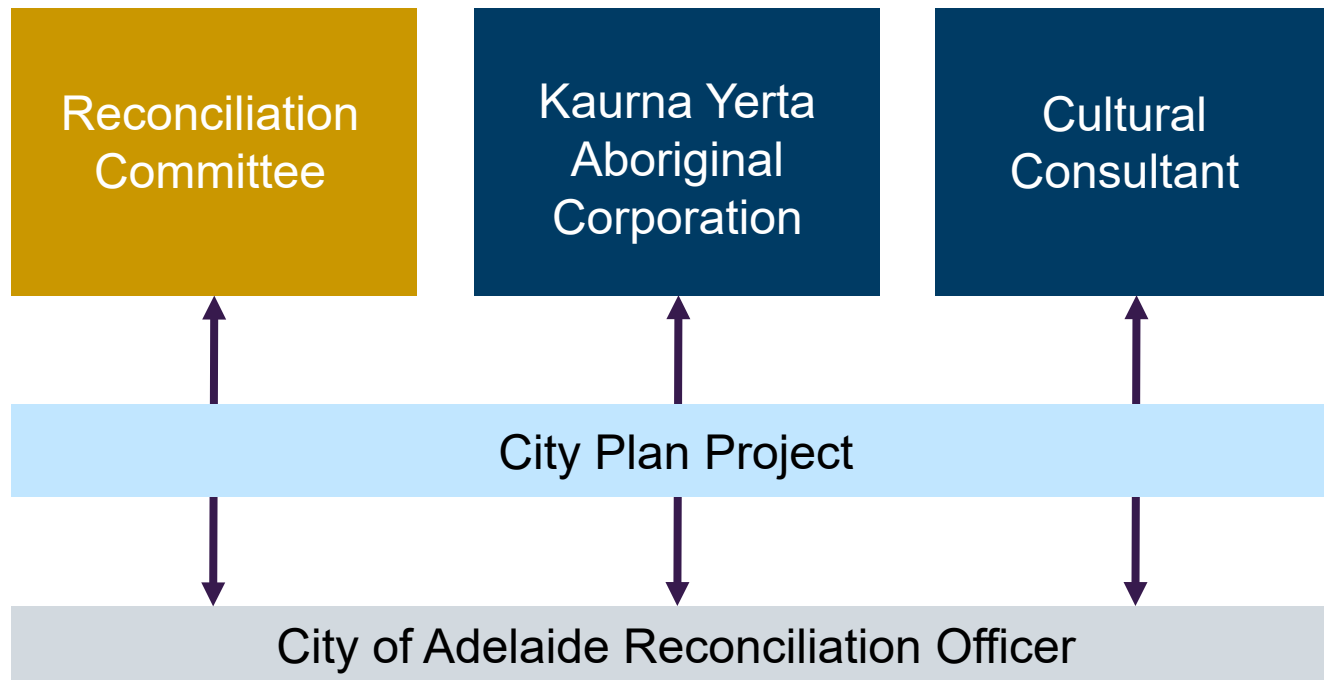 Reconciliation
Committee
Kaurna Yerta
Aboriginal
Corporation
Cultural
Consultant
City Plan Project
City of Adelaide Reconciliation Officer